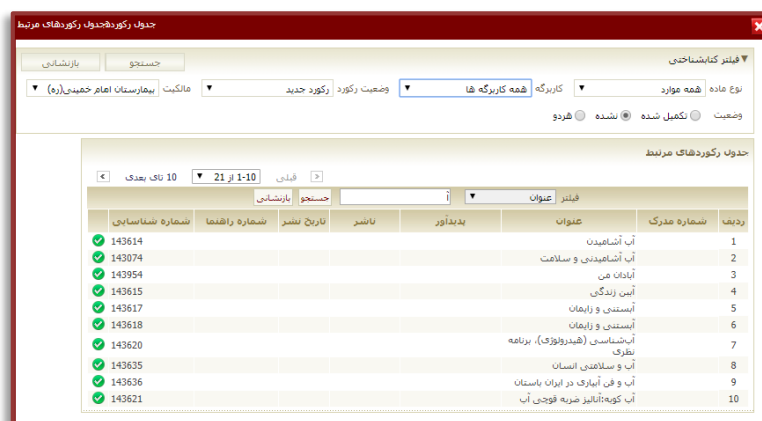 جدول رکوردهجدول رکوردهای مرتبط
▼فیلتر کتابشناختی
جستجو بازنشانی
نوع ماده همه موارد کاربرگه همه کاربرگه ها وضعیت رکورد رکورد جدید مالکیت بیمارستان امام خمینی(ره)
وضعیت تکمیل شده نشده هردو
جدول رکوردهای مرتبط
قبلی 1-10 از 21 10 تای بعدی
فیلتر عنوان آ جستجو بازنشانی
ردیف شماره مدرک عنوان پدیدآور ناشر تاریخ نشر شماره راهنما شماره شناسایی
1 آب آشامیدن 143614
2 آب آشامیدنی و سلامت 143074
3 آبادان من 143954
4 آیین زندگی 143615
5 آبستنی و زایمان 143617
6 آبستنی و زایمان 143618
7 آب‌شناسی (هیدرولوژی)، برنامه
نظری 143620
8 آب و سلامتی انسان 143635
9 آب و فن آبیاری در ایران باستان 143636
10 آب کوبه:آنالیز ضربه قوچی آب 143621